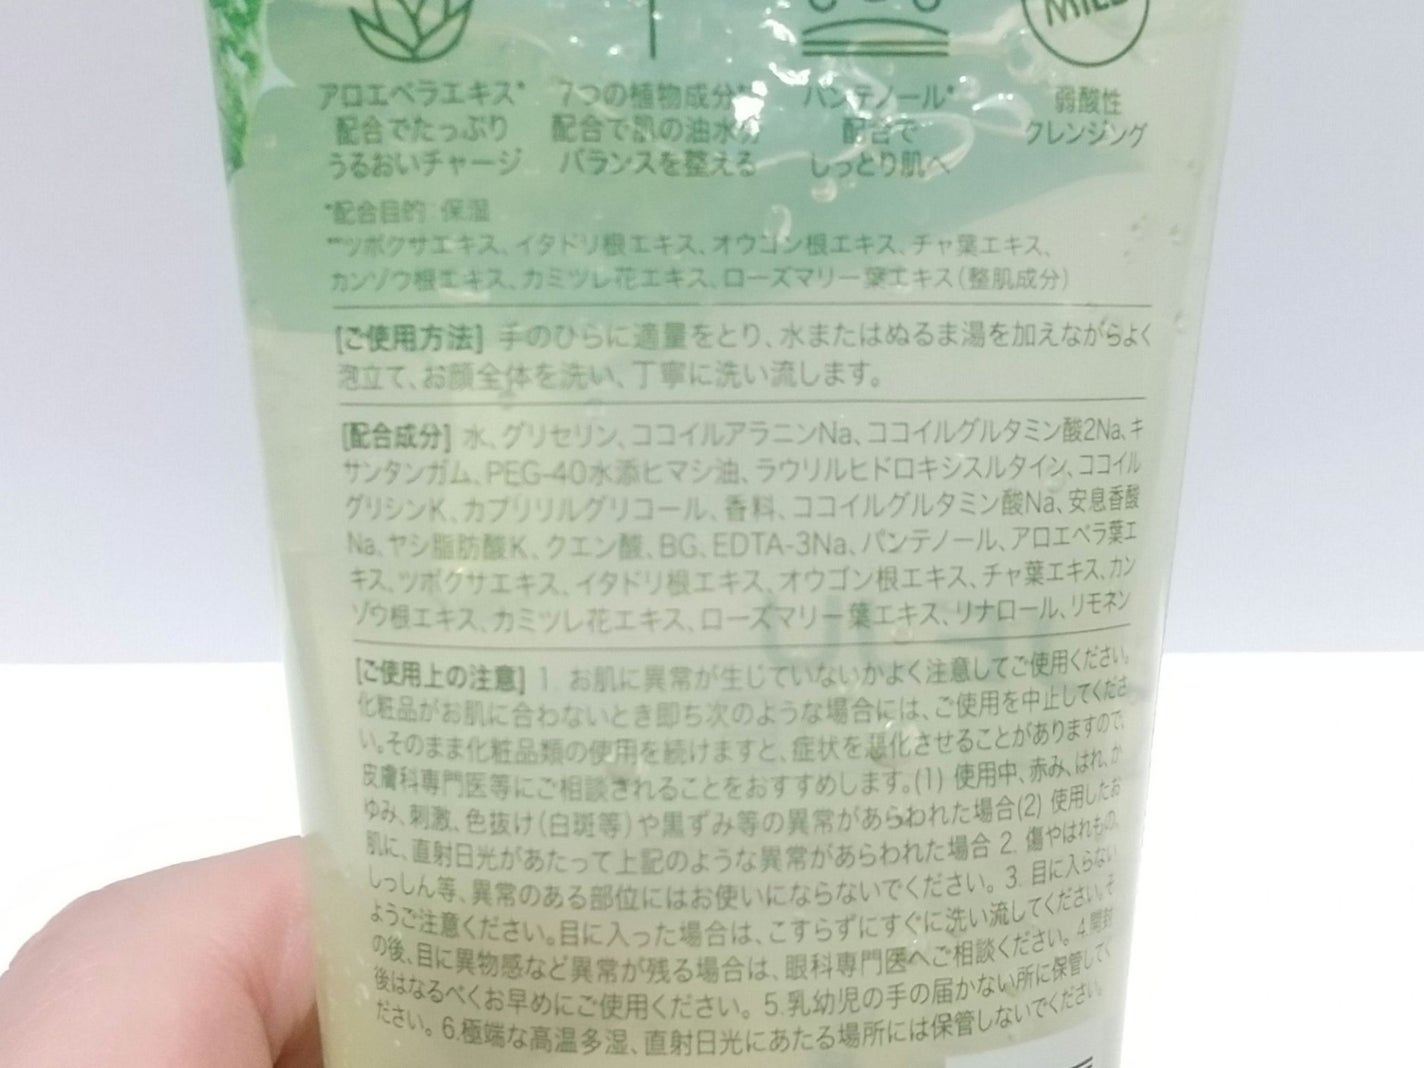 MILD
アロエベラエキス*
配合でたっぷり
うるおいチャージ
7つの植物成分**
配合で肌の油水分
バランスを整える
パンテノール*
配合で
しっとり肌へ
弱酸性
クレンジング
*配合目的:保湿
**ツボクサエキス、イタドリ根エキス、オウゴン根エキス、チャ葉エキス、
カンゾウ根エキス、カミツレ花エキス、ローズマリー葉エキス(整肌成分)
[ご使用方法] 手のひらに適量をとり、水またはぬるま湯を加えながらよく
泡立て、お顔全体を洗い、丁寧に洗い流します。
[配合成分] 水、グリセリン、ココイルアラニンNa、ココイルグルタミン酸2Na、キ
サンタンガム、PEG-40水添ヒマシ油、ラウリルヒドロキシスルタイン、ココイル
グリシンK、カプリリルグリコール、香料、ココイルグルタミン酸Na、安息香酸
Na、ヤシ脂肪酸K、クエン酸、BG、EDTA-3Na、パンテノール、アロエベラ葉エ
キス、ツボクサエキス、イタドリ根エキス、オウゴン根エキス、チャ葉エキス、カン
ゾウ根エキス、カミツレ花エキス、ローズマリー葉エキス、リナロール、リモネン
[ご使用上の注意] 1. お肌に異常が生じていないかよく注意してご使用ください。
化粧品がお肌に合わないとき即ち次のような場合には、ご使用を中止してくださ
い。そのまま化粧品類の使用を続けますと、症状を悪化させることがありますので、
皮膚科専門医等にご相談されることをおすすめします。(1) 使用中、赤み、はれ、か
ゆみ、刺激、色抜け(白斑等)や黒ずみ等の異常があらわれた場合(2) 使用したお
肌に、直射日光があたって上記のような異常があらわれた場合 2. 傷やはれもの、
しっしん等、異常のある部位にはお使いにならないでください。3. 目に入らない
ようご注意ください。目に入った場合は、こすらずにすぐに洗い流してください。そ
の後、目に異物感など異常が残る場合は、眼科専門医へご相談ください。4.開封
後はなるべくお早めにご使用ください。5.乳幼児の手の届かない所に保管してく
ださい。6.極端な高温多湿、直射日光にあたる場所には保管しないでください。